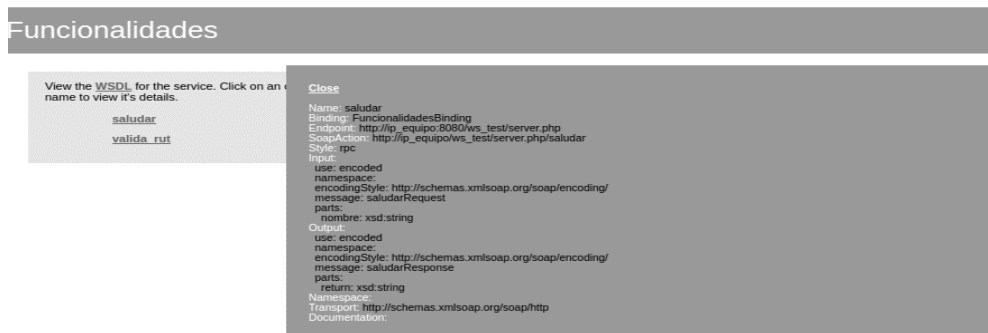 Funcionalidades
View the WSDL for the service. Click on an
name to view it's details.
saludar
valida_rut
Close
Name: saludar
Binding: FuncionalidadesBinding
Endpoint: http://ip_equipo:8080/ws_test/server.php
SoapAction: http://ip_equipo/ws_test/server.php/saludar
Style: rpc
Input:
use: encoded
namespace:
encodingStyle: http://schemas.xmlsoap.org/soap/encoding/
message: saludarRequest
parts:
nombre: xsd:string
Output:
use: encoded
namespace:
encodingStyle: http://schemas.xmlsoap.org/soap/encoding/
message: saludarResponse
parts:
return: xsd:string
Namespace:
Transport: http://schemas.xmlsoap.org/soap/http
Documentation: